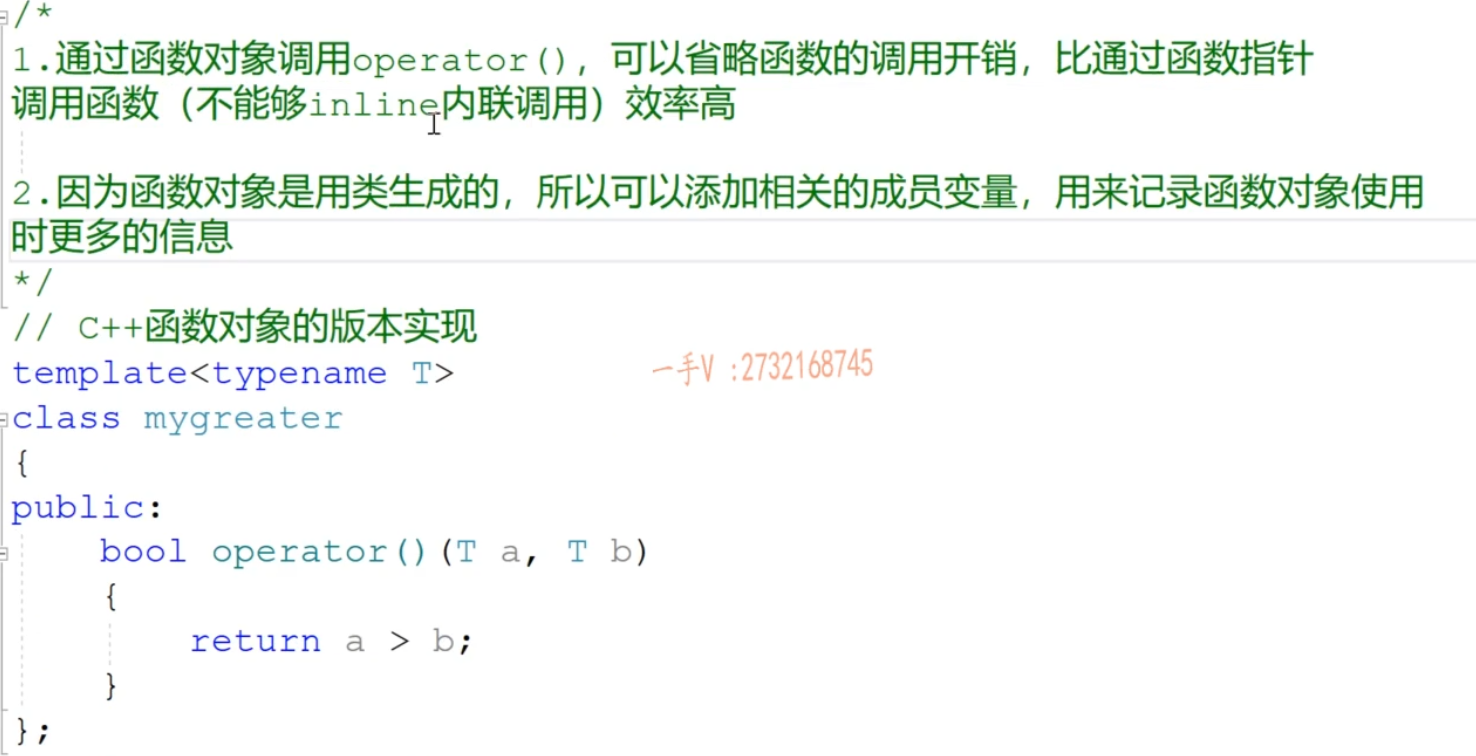 /*
1.通过函数对象调用operator()，可以省略函数的调用开销，比通过函数指针
调用函数（不能够inline内联调用）效率高
2.因为函数对象是用类生成的，所以可以添加相关的成员变量，用来记录函数对象使用
时更多的信息
*/
// C++函数对象的版本实现
template<typename T>
一手V :2732168745
class mygreater
{
public:
bool operator()(T a, T b)
{
return a > b;
}
};